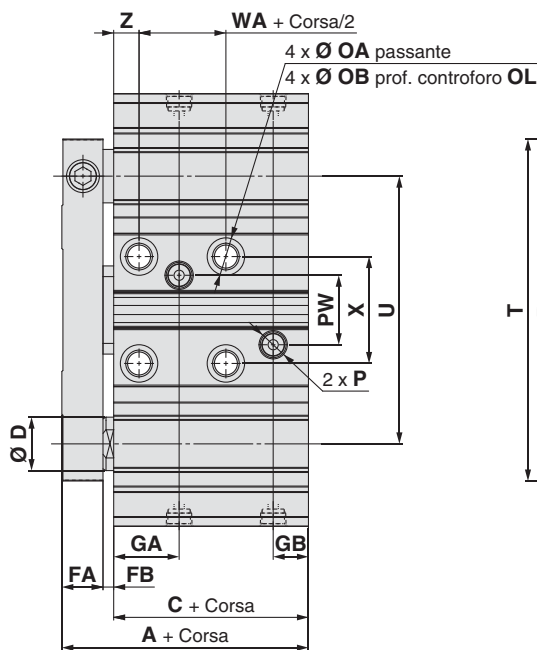 Z
WA + Corsa/2
4 x Ø OA passante
4 x Ø OB prof. controforo OL
PW
X
U
T
2 x P
Ø D
GA
GB
FA
FB
C + Corsa
A + Corsa